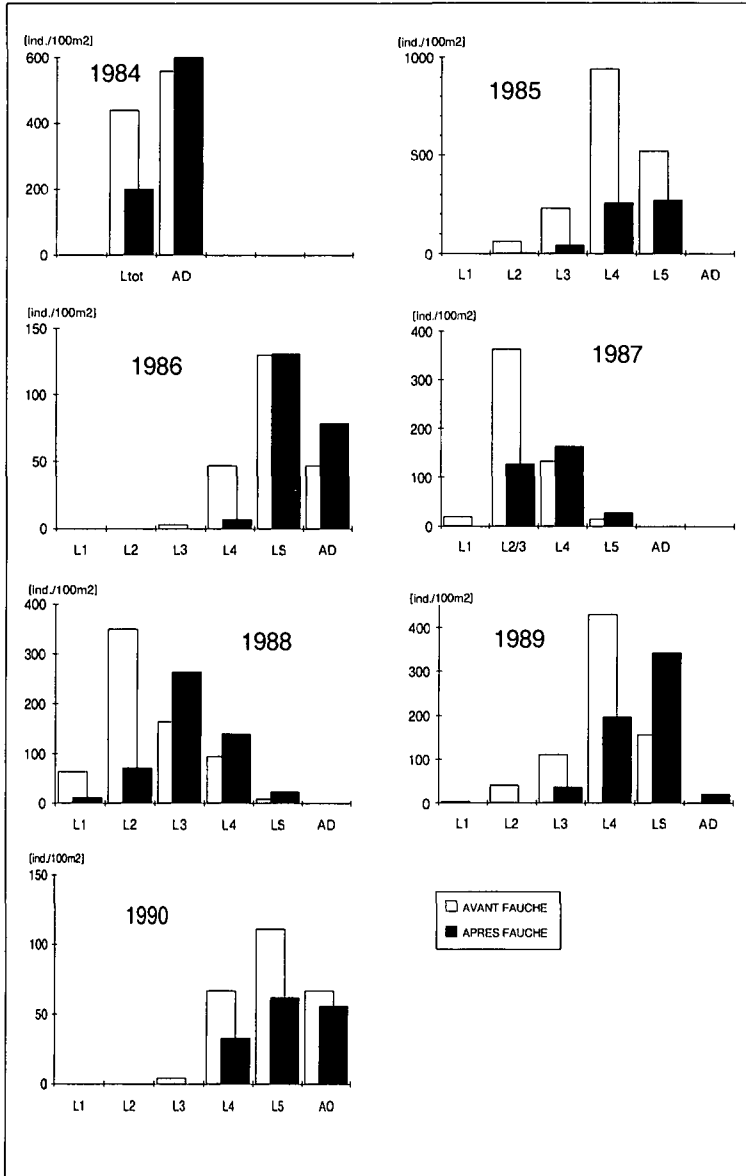 [ind./100m2]
1984
600
400
200
0
Ltot AD
[ind./100m2]
1985
1000
500
0
L1 L2 L3 L4 L5 AD
[ind./100m2]
1986
150
100
50
0
L1 L2 L3 L4 L5 AD
[ind./100m2]
1987
400
300
200
100
0
L1 L2/3 L4 L5 AD
[ind./100m2]
1988
400
300
200
100
0
L1 L2 L3 L4 L5 AD
[ind./100m2]
1989
400
300
200
100
0
L1 L2 L3 L4 L5 AD
[ind./100m2]
1990
150
100
50
0
L1 L2 L3 L4 L5 AD
AVANT FAUCHE
APRES FAUCHE